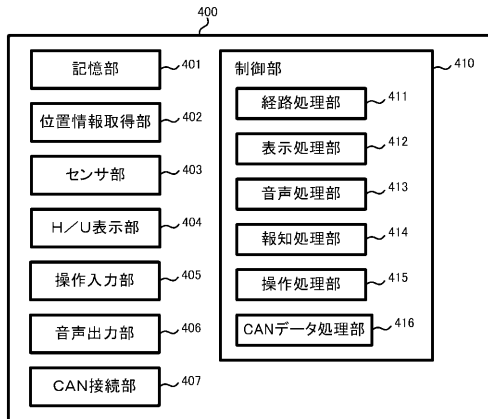 400
記憶部
401
位置情報取得部
402
センサ部
403
H/U表示部
404
操作入力部
405
音声出力部
406
CAN接続部
407
制御部
410
経路処理部
411
表示処理部
412
音声処理部
413
報知処理部
414
操作処理部
415
CANデータ処理部
416